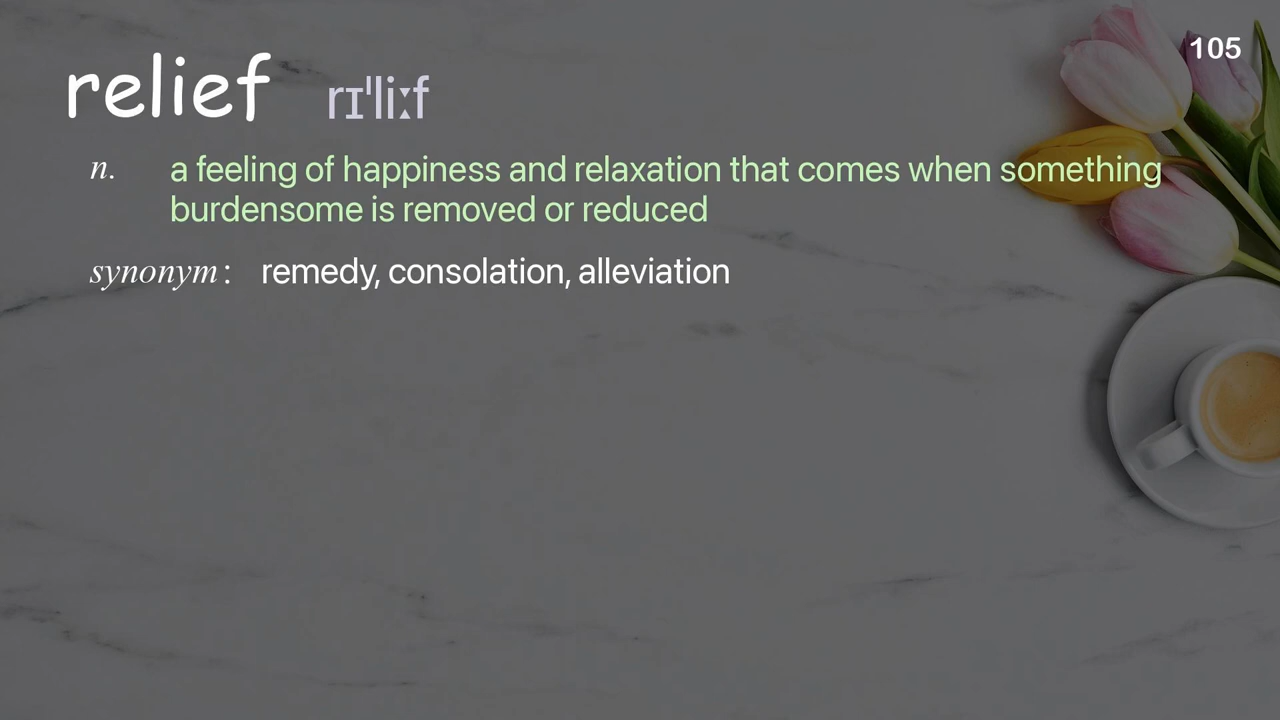 105
relief rɪˈliːf
n. a feeling of happiness and relaxation that comes when something
burdensome is removed or reduced
synonym: remedy, consolation, alleviation